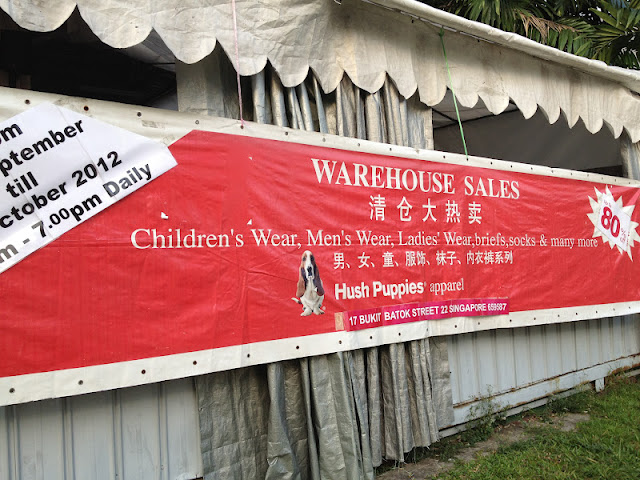 September
till
October 2012
- 7.00pm Daily
WAREHOUSE SALES
清仓大热卖
Children's Wear, Men's Wear, Ladies' Wear,briefs,socks & many more
男、女、童、服饰、袜子、内衣裤系列
Hush Puppies® apparel
17 BUKIT BATOK STREET 22 SINGAPORE 659587
80%